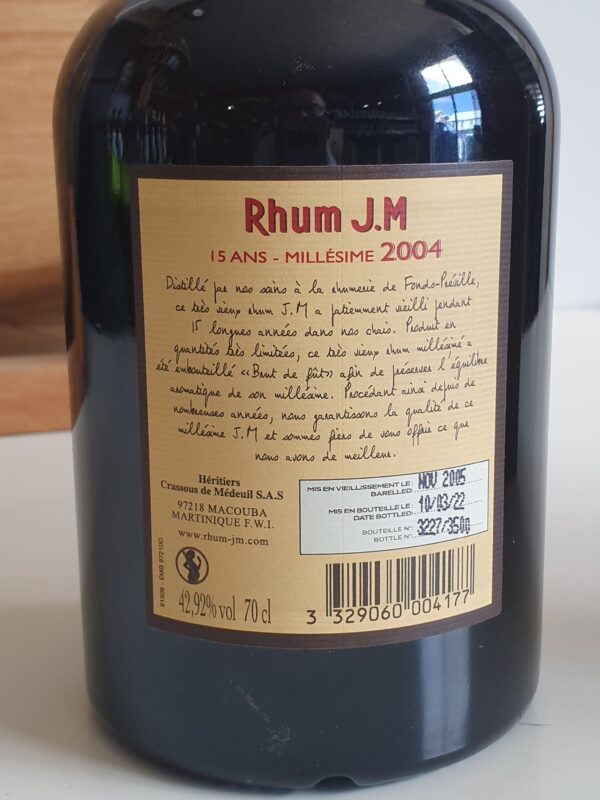 Rhum J.M
15 ANS - MILLÉSIME 2004
Distillé par nos soins à la rhumerie de Fonds-Préville,
ce très vieux rhum J.M a patiemment vieilli pendant
15 longues années dans nos chais. Produit en
quantités très limitées, ce très vieux rhum millésimé a
été embouteillé «Brut de fût» afin de préserver l'équilibre
aromatique de son millésime. Procédant ainsi depuis de
nombreuses années, nous garantissons la qualité de ce
millésime J.M et sommes fiers de vous offrir ce que
nous avons de meilleur.
Héritiers
Crassous de Médeuil S.A.S
97218 MACOUBA
MARTINIQUE F.W.I.
www.rhum-jm.com
MIS EN VIEILLISSEMENT LE: NOV 2005
BARELLED:
MIS EN BOUTEILLE LE: 10/03/22
DATE BOTTLED:
BOUTEILLE N°: 3227/3500
BOTTLE N°:
91509 - EMB 97210G
42,92% vol 70 cl
3 329060 004177